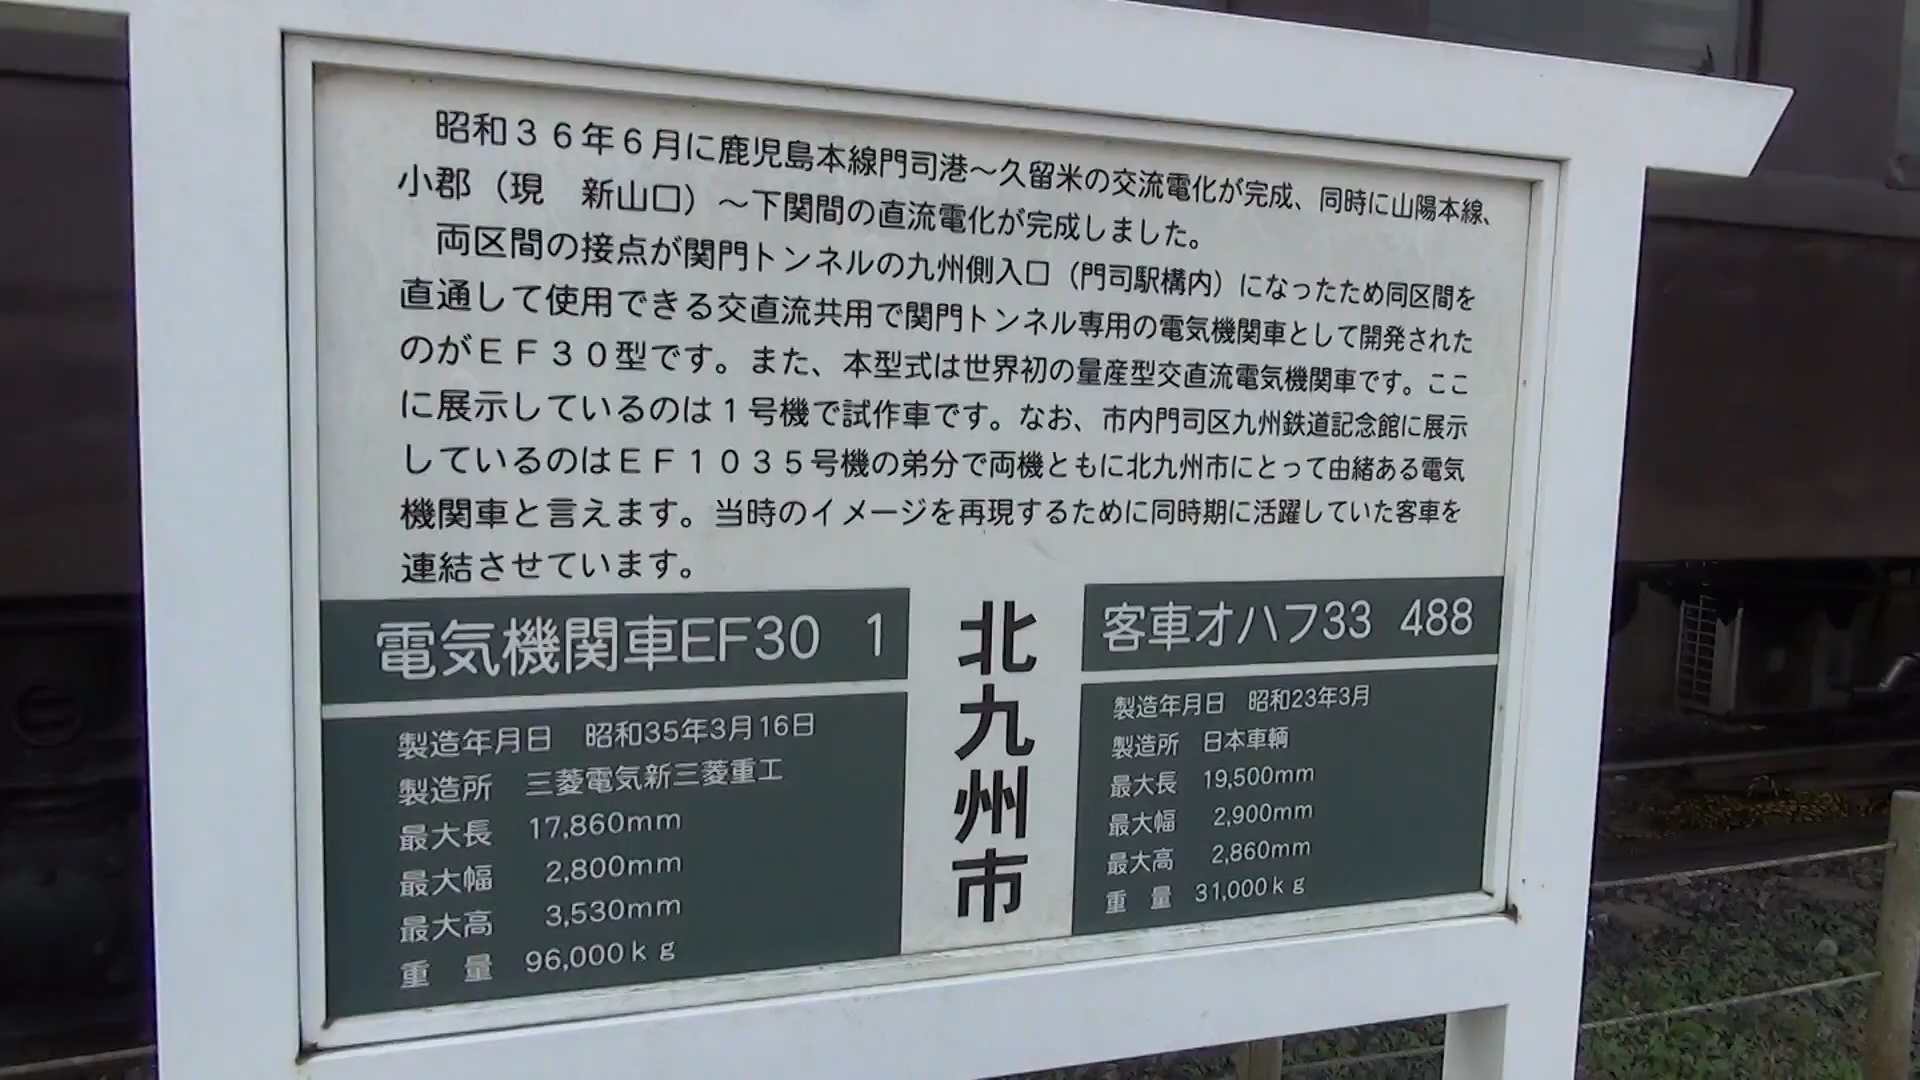 昭和３６年６月に鹿児島本線門司港～久留米の交流電化が完成、同時に山陽本線、
小郡（現　新山口）～下関間の直流電化が完成しました。
両区間の接点が関門トンネルの九州側入口（門司駅構内）になったため同区間を
直通して使用できる交直流共用で関門トンネル専用の電気機関車として開発された
のがＥＦ３０型です。また、本型式は世界初の量産型交直流電気機関車です。ここ
に展示しているのは１号機で試作車です。なお、市内門司区九州鉄道記念館に展示
しているのはＥＦ１０３５号機の弟分で両機ともに北九州市にとって由緒ある電気
機関車と言えます。当時のイメージを再現するために同時期に活躍していた客車を
連結させています。
電気機関車EF30　1
製造年月日　昭和35年3月16日
製造所　三菱電気新三菱重工
最大長　17,860mm
最大幅　2,800mm
最大高　3,530mm
重　量　96,000ｋｇ
北九州市
客車オハフ33　488
製造年月日　昭和23年3月
製造所　日本車輌
最大長　19,500mm
最大幅　2,900mm
最大高　2,860mm
重　量　31,000ｋｇ